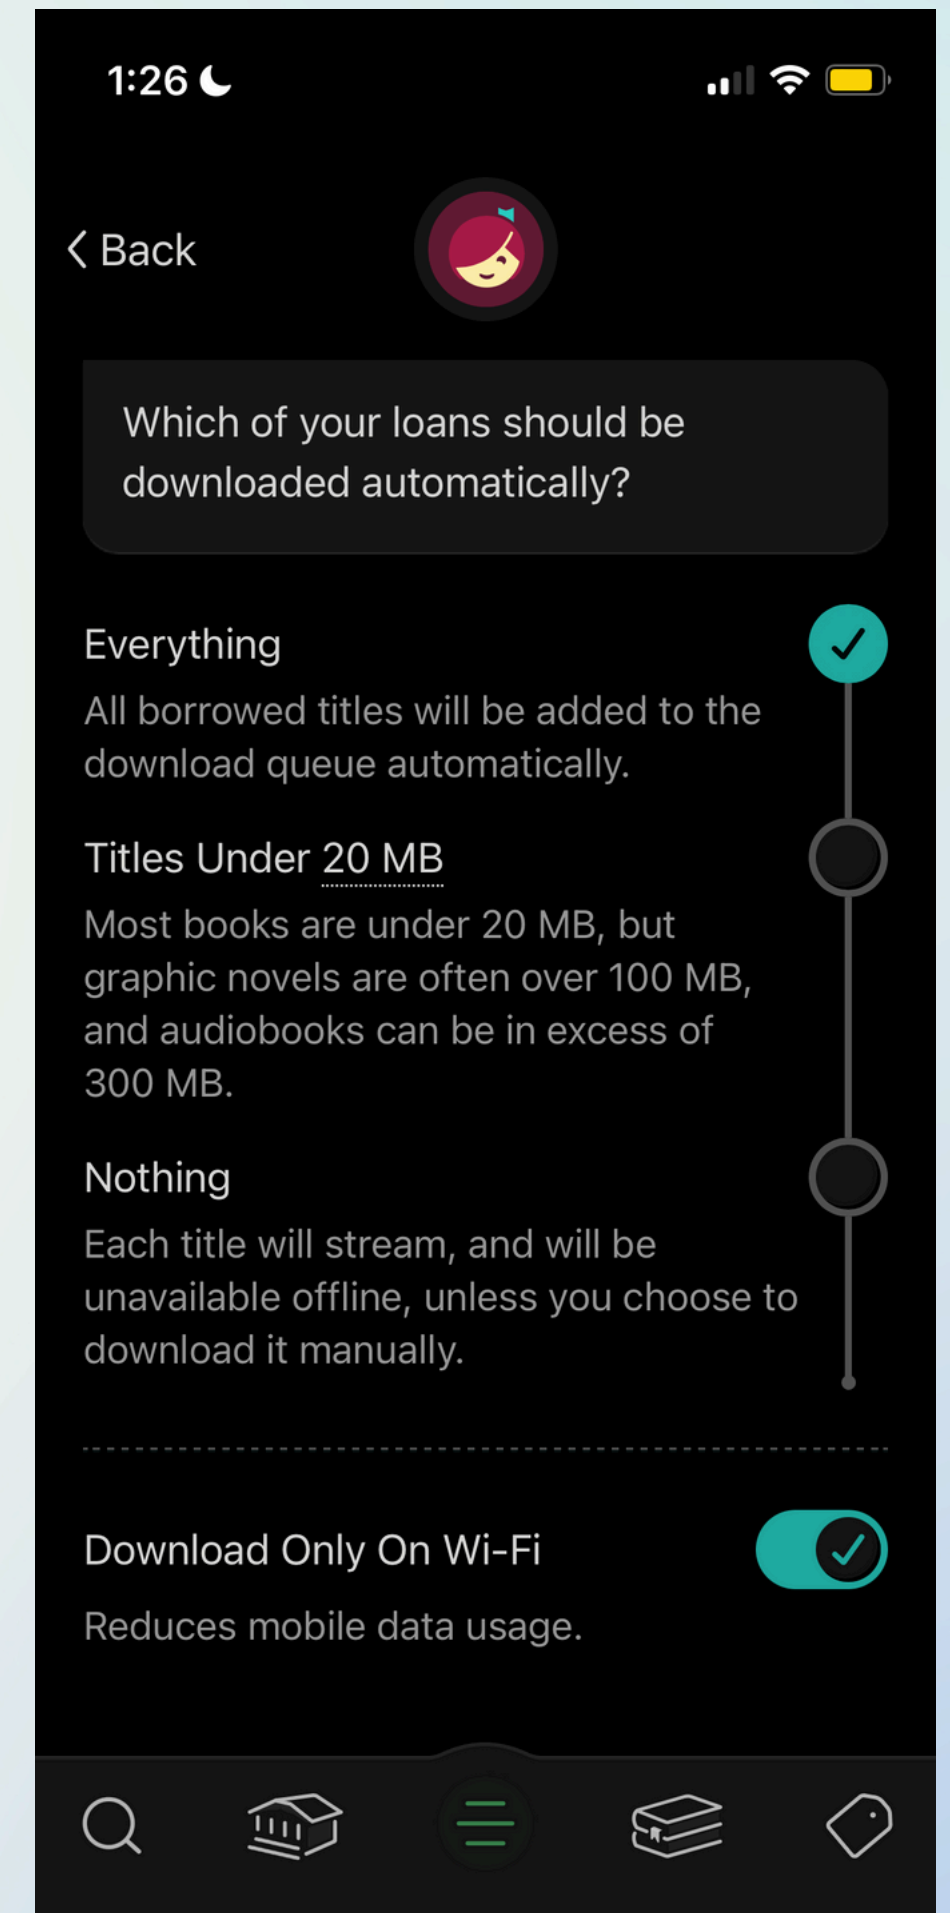 1:26
Back
Which of your loans should be
downloaded automatically?
Everything
All borrowed titles will be added to the
download queue automatically.
Titles Under 20 MB
Most books are under 20 MB, but
graphic novels are often over 100 MB,
and audiobooks can be in excess of
300 MB.
Nothing
Each title will stream, and will be
unavailable offline, unless you choose to
download it manually.
Download Only On Wi-Fi
Reduces mobile data usage.